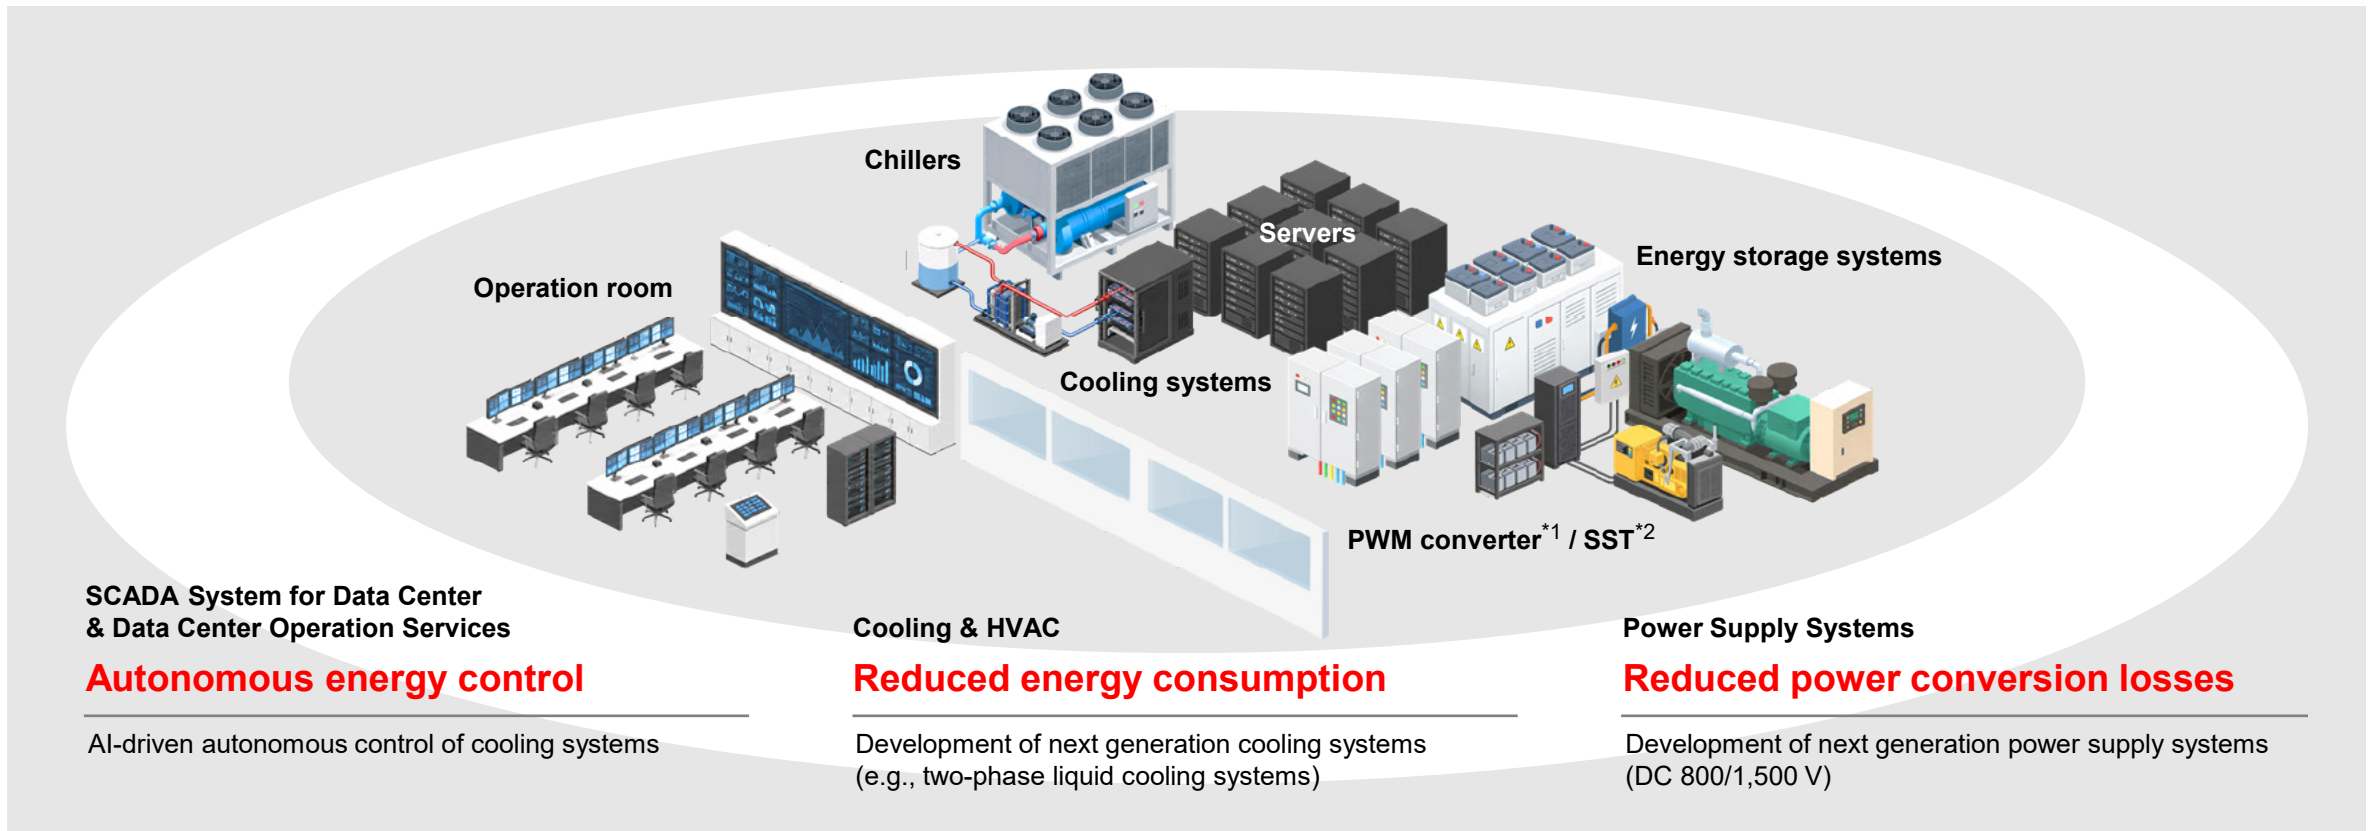 Chillers
Servers
Energy storage systems
Operation room
Cooling systems
PWM converter*1 / SST*2
SCADA System for Data Center
& Data Center Operation Services
Autonomous energy control
AI-driven autonomous control of cooling systems
Cooling & HVAC
Reduced energy consumption
Development of next generation cooling systems
(e.g., two-phase liquid cooling systems)
Power Supply Systems
Reduced power conversion losses
Development of next generation power supply systems
(DC 800/1,500 V)